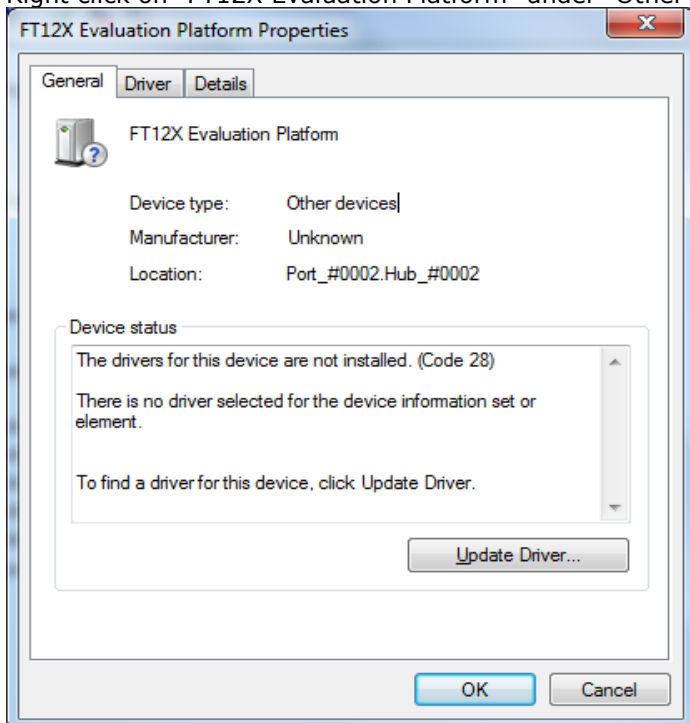 Right click on "FT12X Evaluation Platform" under "Other
FT12X Evaluation Platform Properties
General Driver Details
FT12X Evaluation Platform
Device type: Other devices
Manufacturer: Unknown
Location: Port_#0002.Hub_#0002
Device status
The drivers for this device are not installed. (Code 28)
There is no driver selected for the device information set or
element.
To find a driver for this device, click Update Driver.
Update Driver...
OK Cancel